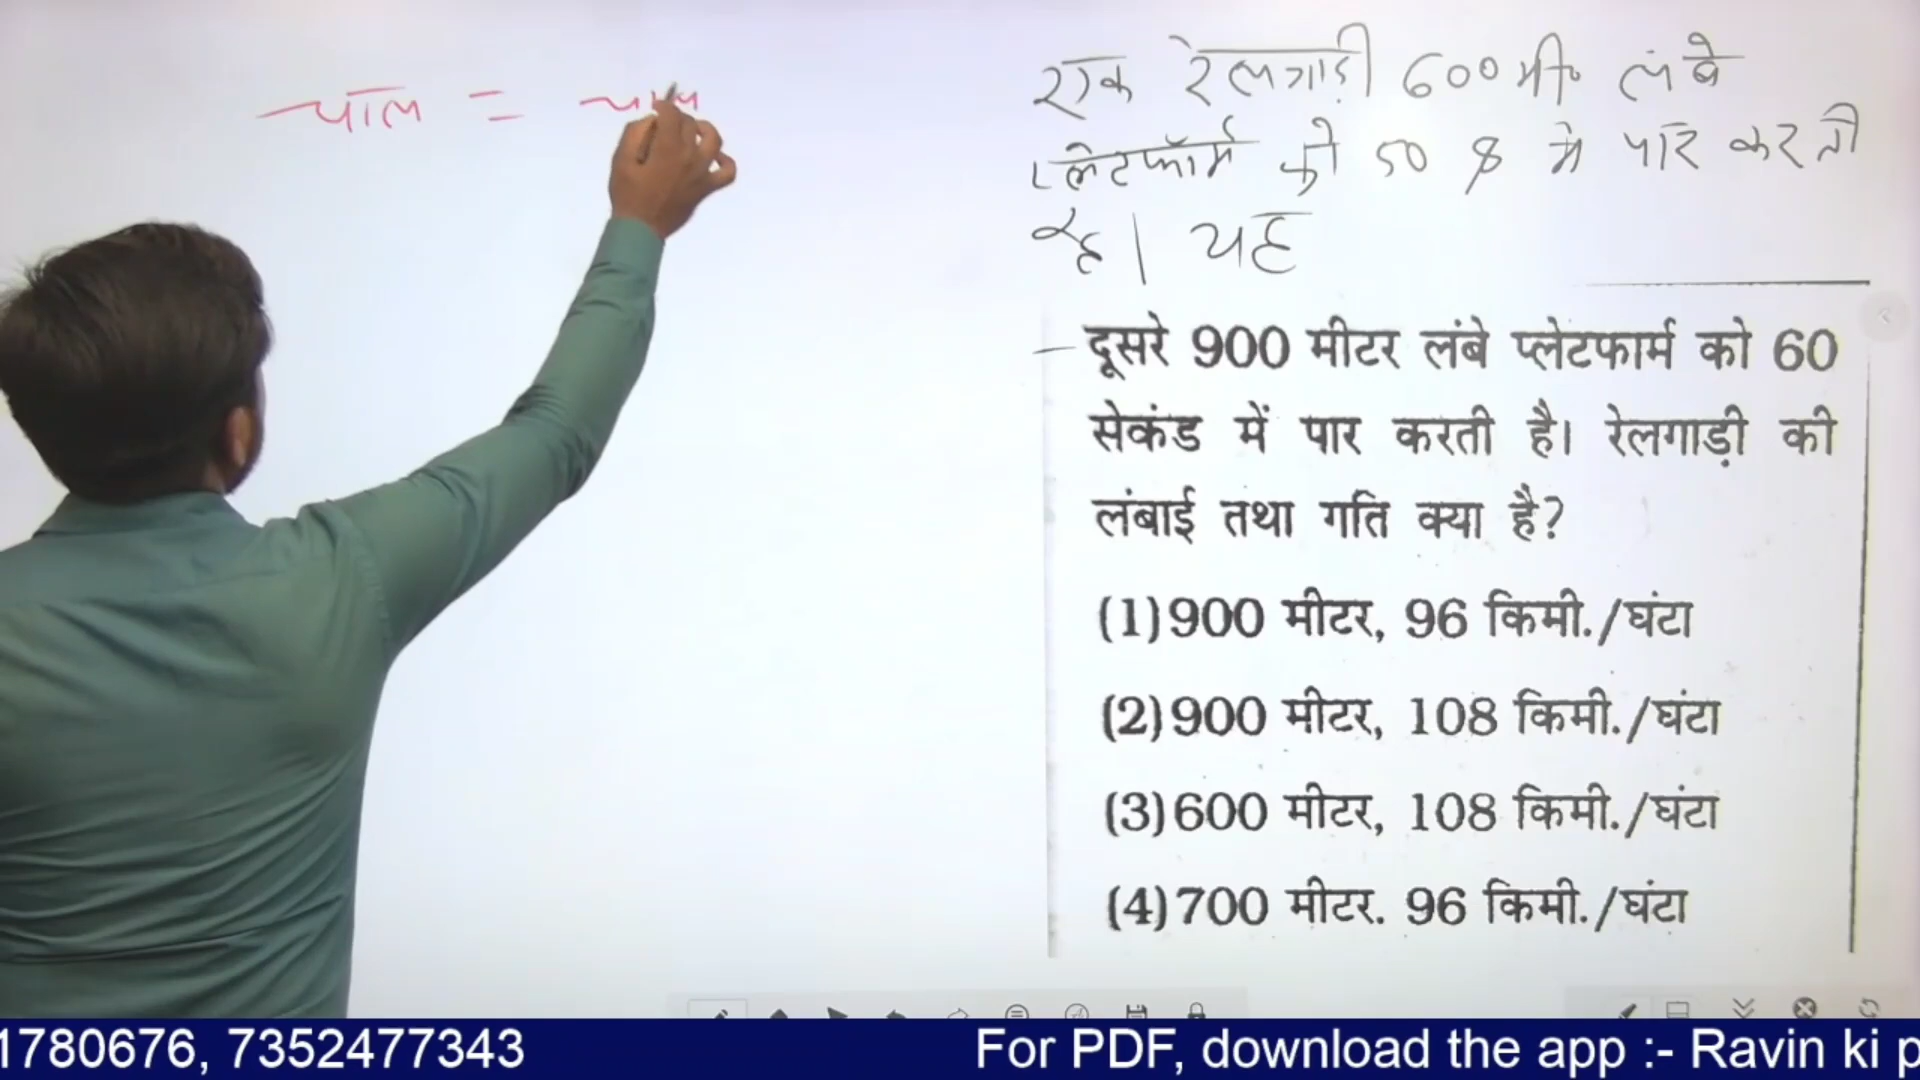 चाल = चाल
एक रेलगाड़ी 600 मी० लंबे
प्लेटफॉर्म को 50 s में पार करती
है। यह
दूसरे 900 मीटर लंबे प्लेटफार्म को 60
सेकंड में पार करती है। रेलगाड़ी की
लंबाई तथा गति क्या है?
(1) 900 मीटर, 96 किमी./घंटा
(2) 900 मीटर, 108 किमी./घंटा
(3) 600 मीटर, 108 किमी./घंटा
(4) 700 मीटर. 96 किमी./घंटा
1780676, 7352477343 For PDF, download the app :- Ravin ki p